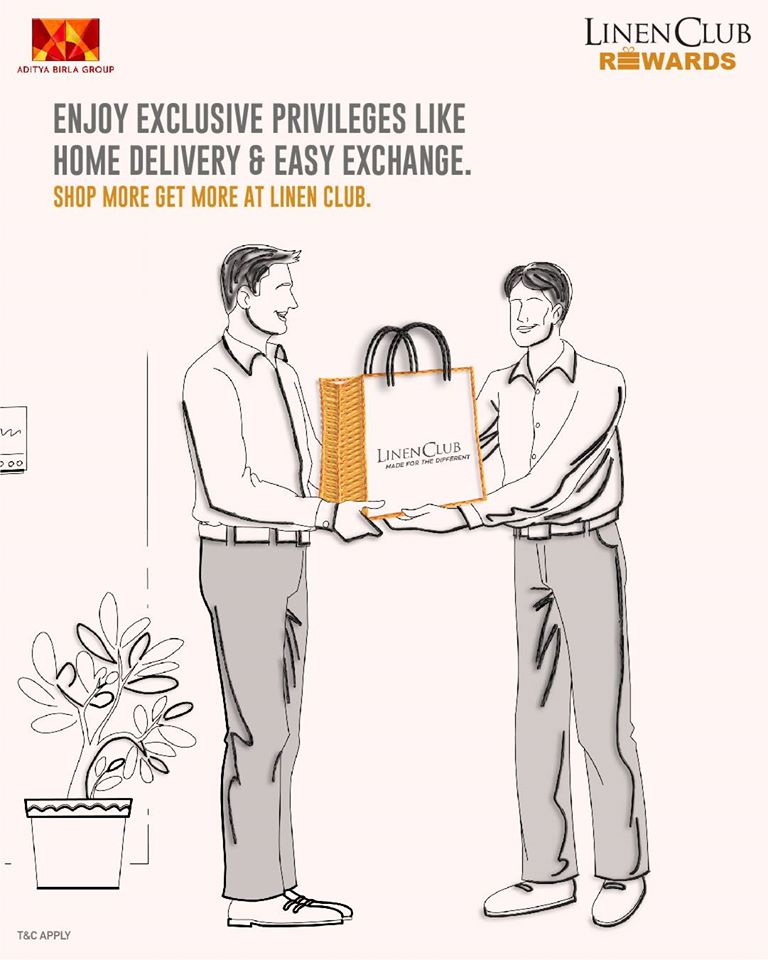 ADITYA BIRLA GROUP
LINEN CLUB
REWARDS
ENJOY EXCLUSIVE PRIVILEGES LIKE
HOME DELIVERY & EASY EXCHANGE.
SHOP MORE GET MORE AT LINEN CLUB.
LINEN CLUB
MADE FOR THE DIFFERENT
T&C APPLY